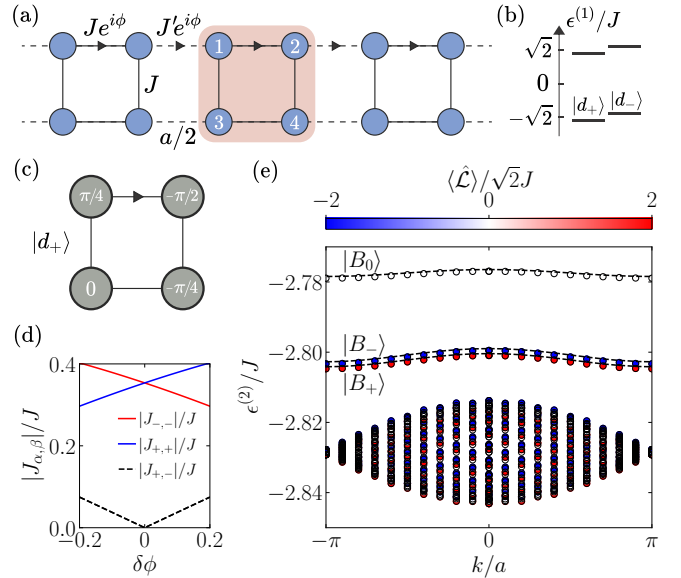 (a)
Je^{iϕ} J'e^{iϕ}
1 2
J
3 4
a/2
(b)
ϵ^{(1)}/J
√2
0
−√2
|d_+⟩ |d_−⟩
(c)
π/4 −π/2
|d_+⟩
0 −π/4
(d)
|J_{α,β}|/J
0.4
0.2
0.0
|J_{−,−}|/J
|J_{+,+}|/J
|J_{+,−}|/J
−0.2 0 0.2
δϕ
(e)
⟨\hat{𝓛}⟩/√2J
−2 0 2
ϵ^{(2)}/J
−2.78
−2.80
−2.82
−2.84
|B_0⟩
|B_−⟩
|B_+⟩
−π 0 π
k/a